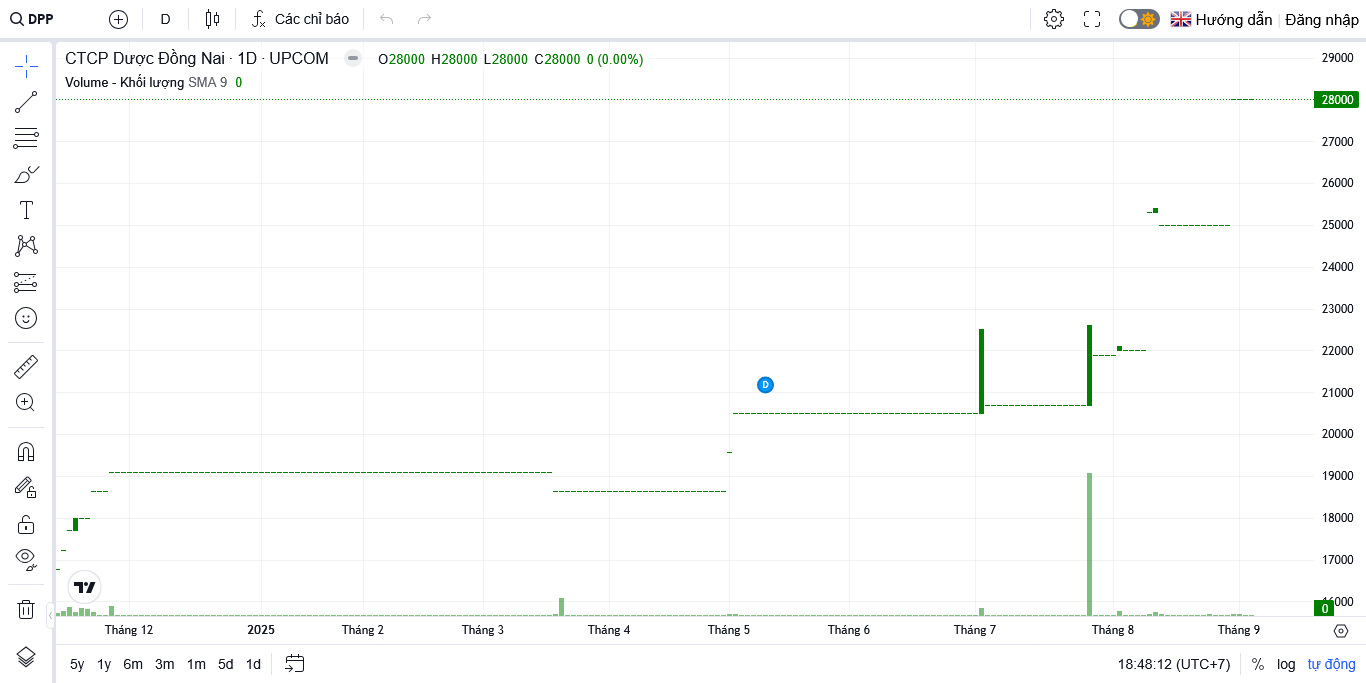 DPP D Các chỉ báo Hướng dẫn Đăng nhập
CTCP Dược Đồng Nai · 1D · UPCOM O28000 H28000 L28000 C28000 0 (0.00%)
Volume - Khối lượng SMA 9 0
29000
28000
27000
26000
25000
24000
23000
22000
21000
20000
19000
18000
17000
16000
0
D
Tháng 12 2025 Tháng 2 Tháng 3 Tháng 4 Tháng 5 Tháng 6 Tháng 7 Tháng 8 Tháng 9
5y 1y 6m 3m 1m 5d 1d 18:48:12 (UTC+7) % log tự động